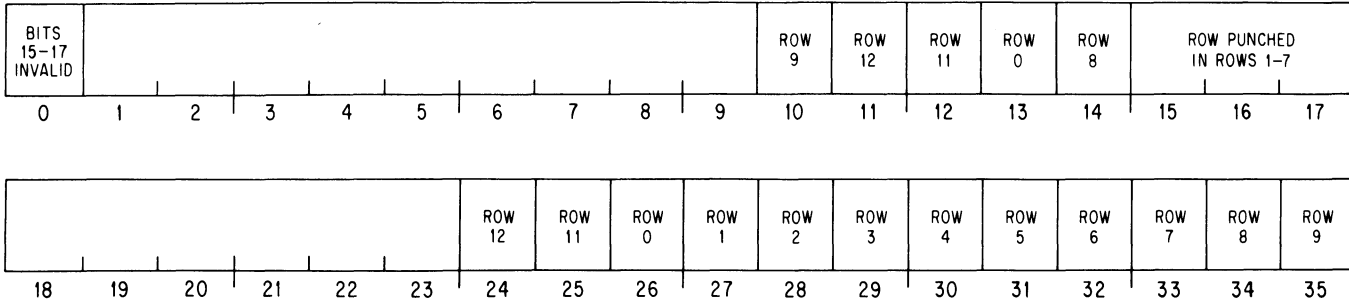 BITS
15-17
INVALID
ROW
9
ROW
12
ROW
11
ROW
0
ROW
8
ROW PUNCHED
IN ROWS 1-7
0 1 2 3 4 5 6 7 8 9 10 11 12 13 14 15 16 17
ROW
12
ROW
11
ROW
0
ROW
1
ROW
2
ROW
3
ROW
4
ROW
5
ROW
6
ROW
7
ROW
8
ROW
9
18 19 20 21 22 23 24 25 26 27 28 29 30 31 32 33 34 35